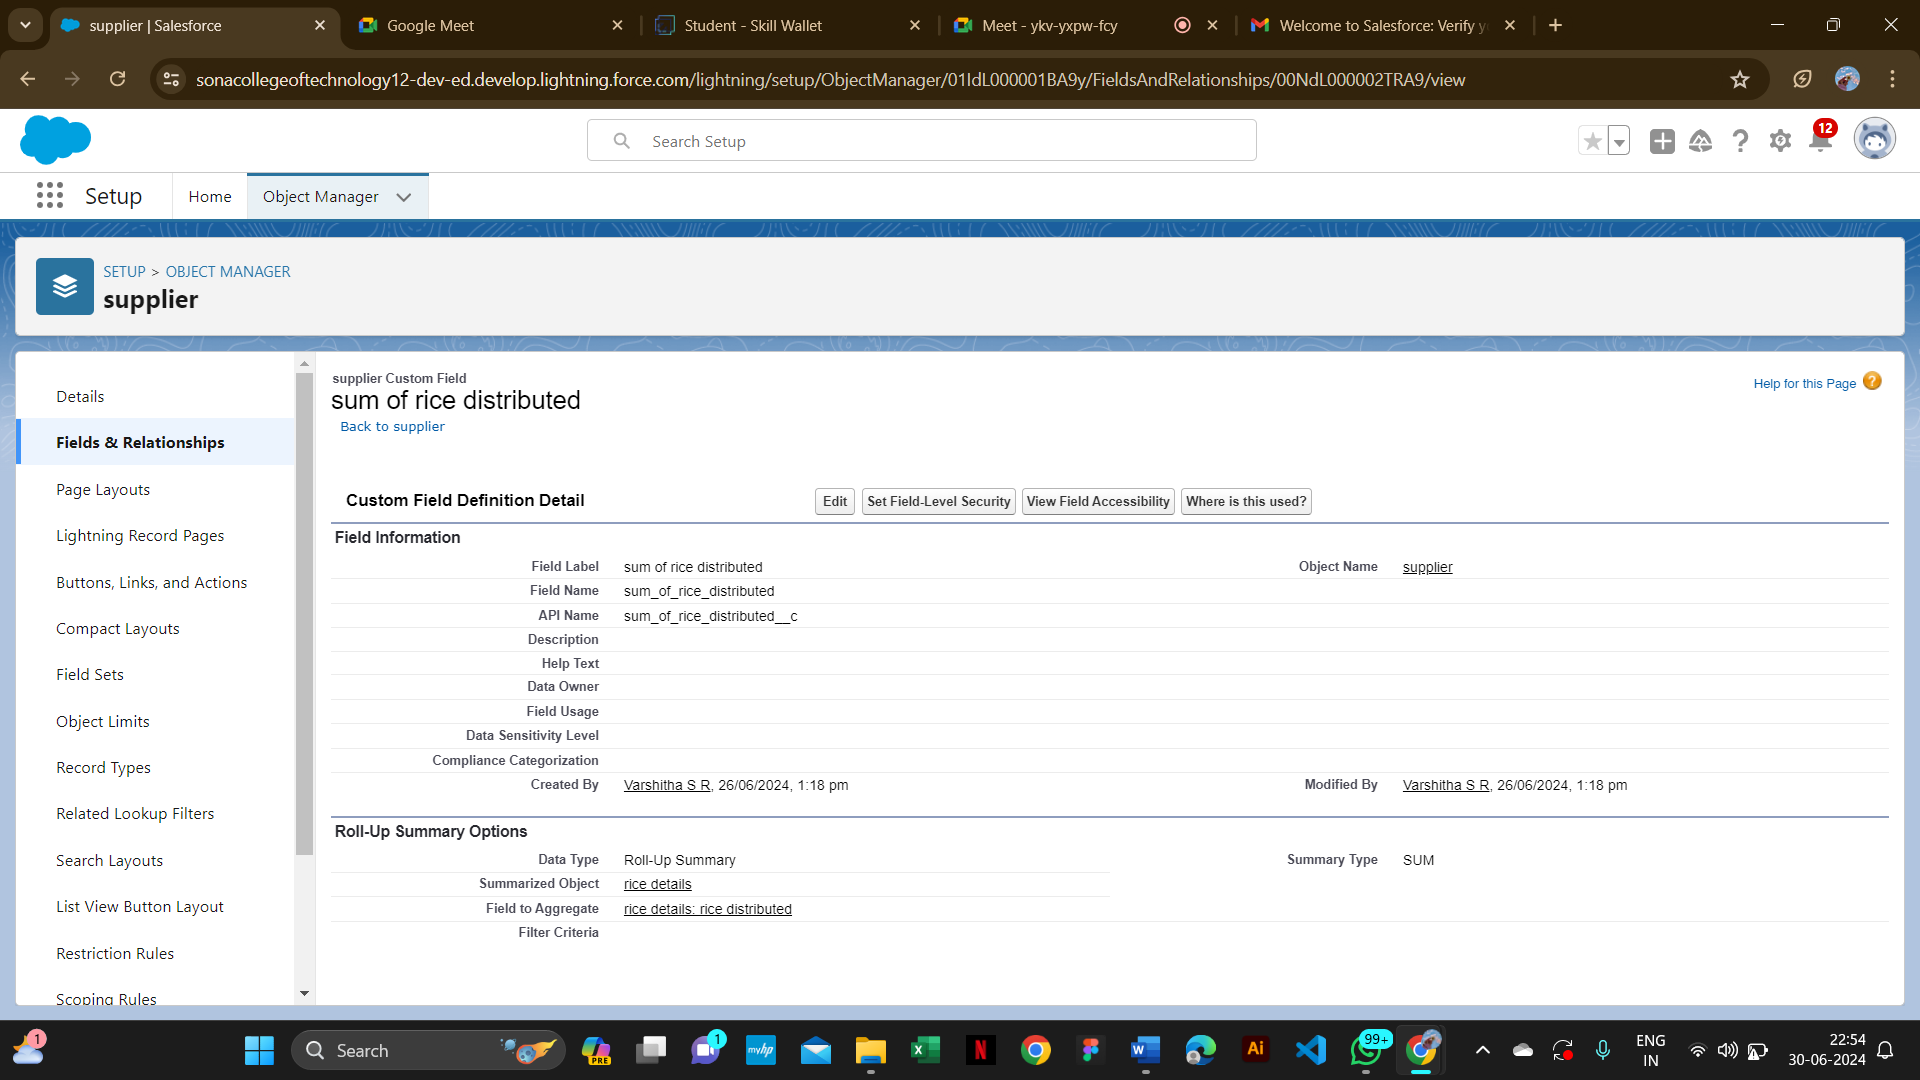 supplier | Salesforce
Google Meet
Student - Skill Wallet
Meet - ykv-yxpw-fcy
Welcome to Salesforce: Verify y
sonacollegeoftechnology12-dev-ed.develop.lightning.force.com/lightning/setup/ObjectManager/01IdL000001BA9y/FieldsAndRelationships/00NdL000002TRA9/view
Search Setup
12
Setup
Home
Object Manager
SETUP > OBJECT MANAGER
supplier
Details
Fields & Relationships
Page Layouts
Lightning Record Pages
Buttons, Links, and Actions
Compact Layouts
Field Sets
Object Limits
Record Types
Related Lookup Filters
Search Layouts
List View Button Layout
Restriction Rules
Scoping Rules
supplier Custom Field
sum of rice distributed
Back to supplier
Help for this Page
Custom Field Definition Detail
Edit
Set Field-Level Security
View Field Accessibility
Where is this used?
Field Information
Field Label sum of rice distributed
Object Name supplier
Field Name sum_of_rice_distributed
API Name sum_of_rice_distributed__c
Description
Help Text
Data Owner
Field Usage
Data Sensitivity Level
Compliance Categorization
Created By Varshitha S R, 26/06/2024, 1:18 pm
Modified By Varshitha S R, 26/06/2024, 1:18 pm
Roll-Up Summary Options
Data Type Roll-Up Summary
Summary Type SUM
Summarized Object rice details
Field to Aggregate rice details: rice distributed
Filter Criteria
1
Search
PRE
1
myhp
N
Ai
99+
ENG
IN
22:54
30-06-2024